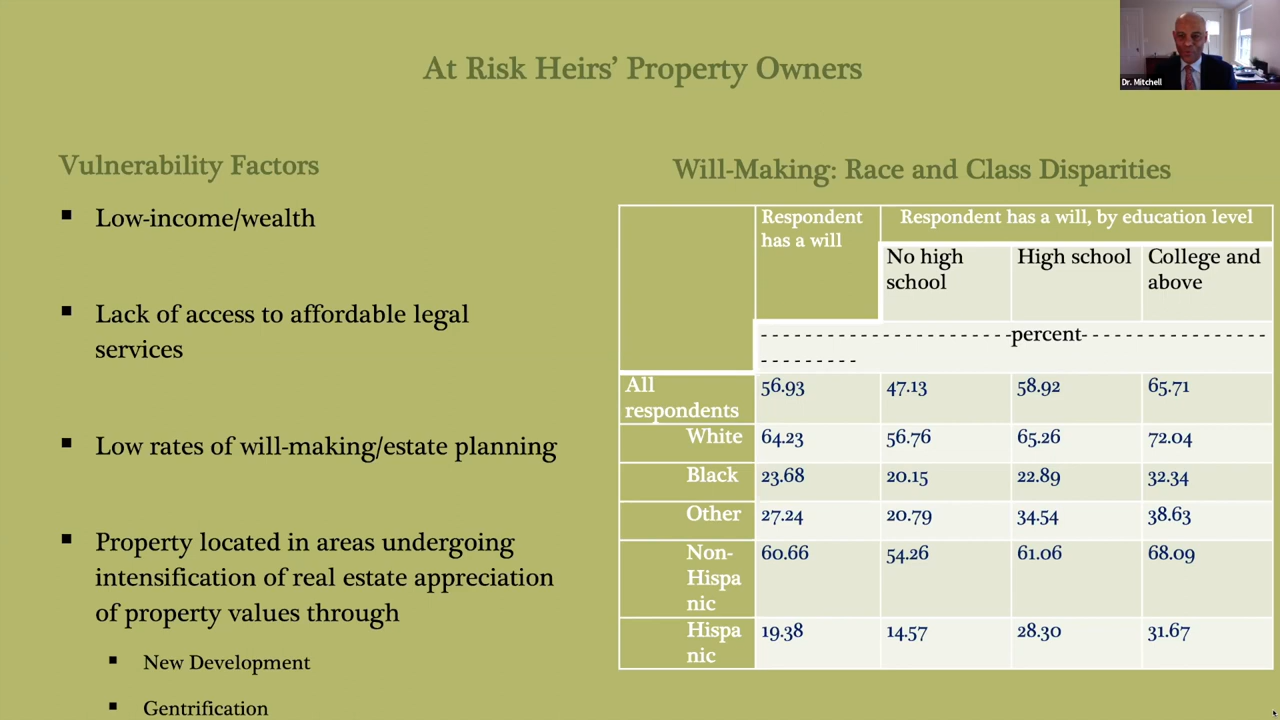 At Risk Heirs’ Property Owners
Dr. Mitchell
Vulnerability Factors
▪ Low-income/wealth
▪ Lack of access to affordable legal
services
▪ Low rates of will-making/estate planning
▪ Property located in areas undergoing
intensification of real estate appreciation
of property values through
▪ New Development
▪ Gentrification
Will-Making: Race and Class Disparities
Respondent Respondent has a will, by education level
has a will
No high High school College and
school above
- - - - - - - - - - - - - - - - - - - - - - - -percent- - - - - - - - - - - - - - - - - -
- - - - - - - - -
All 56.93 47.13 58.92 65.71
respondents
White 64.23 56.76 65.26 72.04
Black 23.68 20.15 22.89 32.34
Other 27.24 20.79 34.54 38.63
Non- 60.66 54.26 61.06 68.09
Hispa
nic
Hispa 19.38 14.57 28.30 31.67
nic